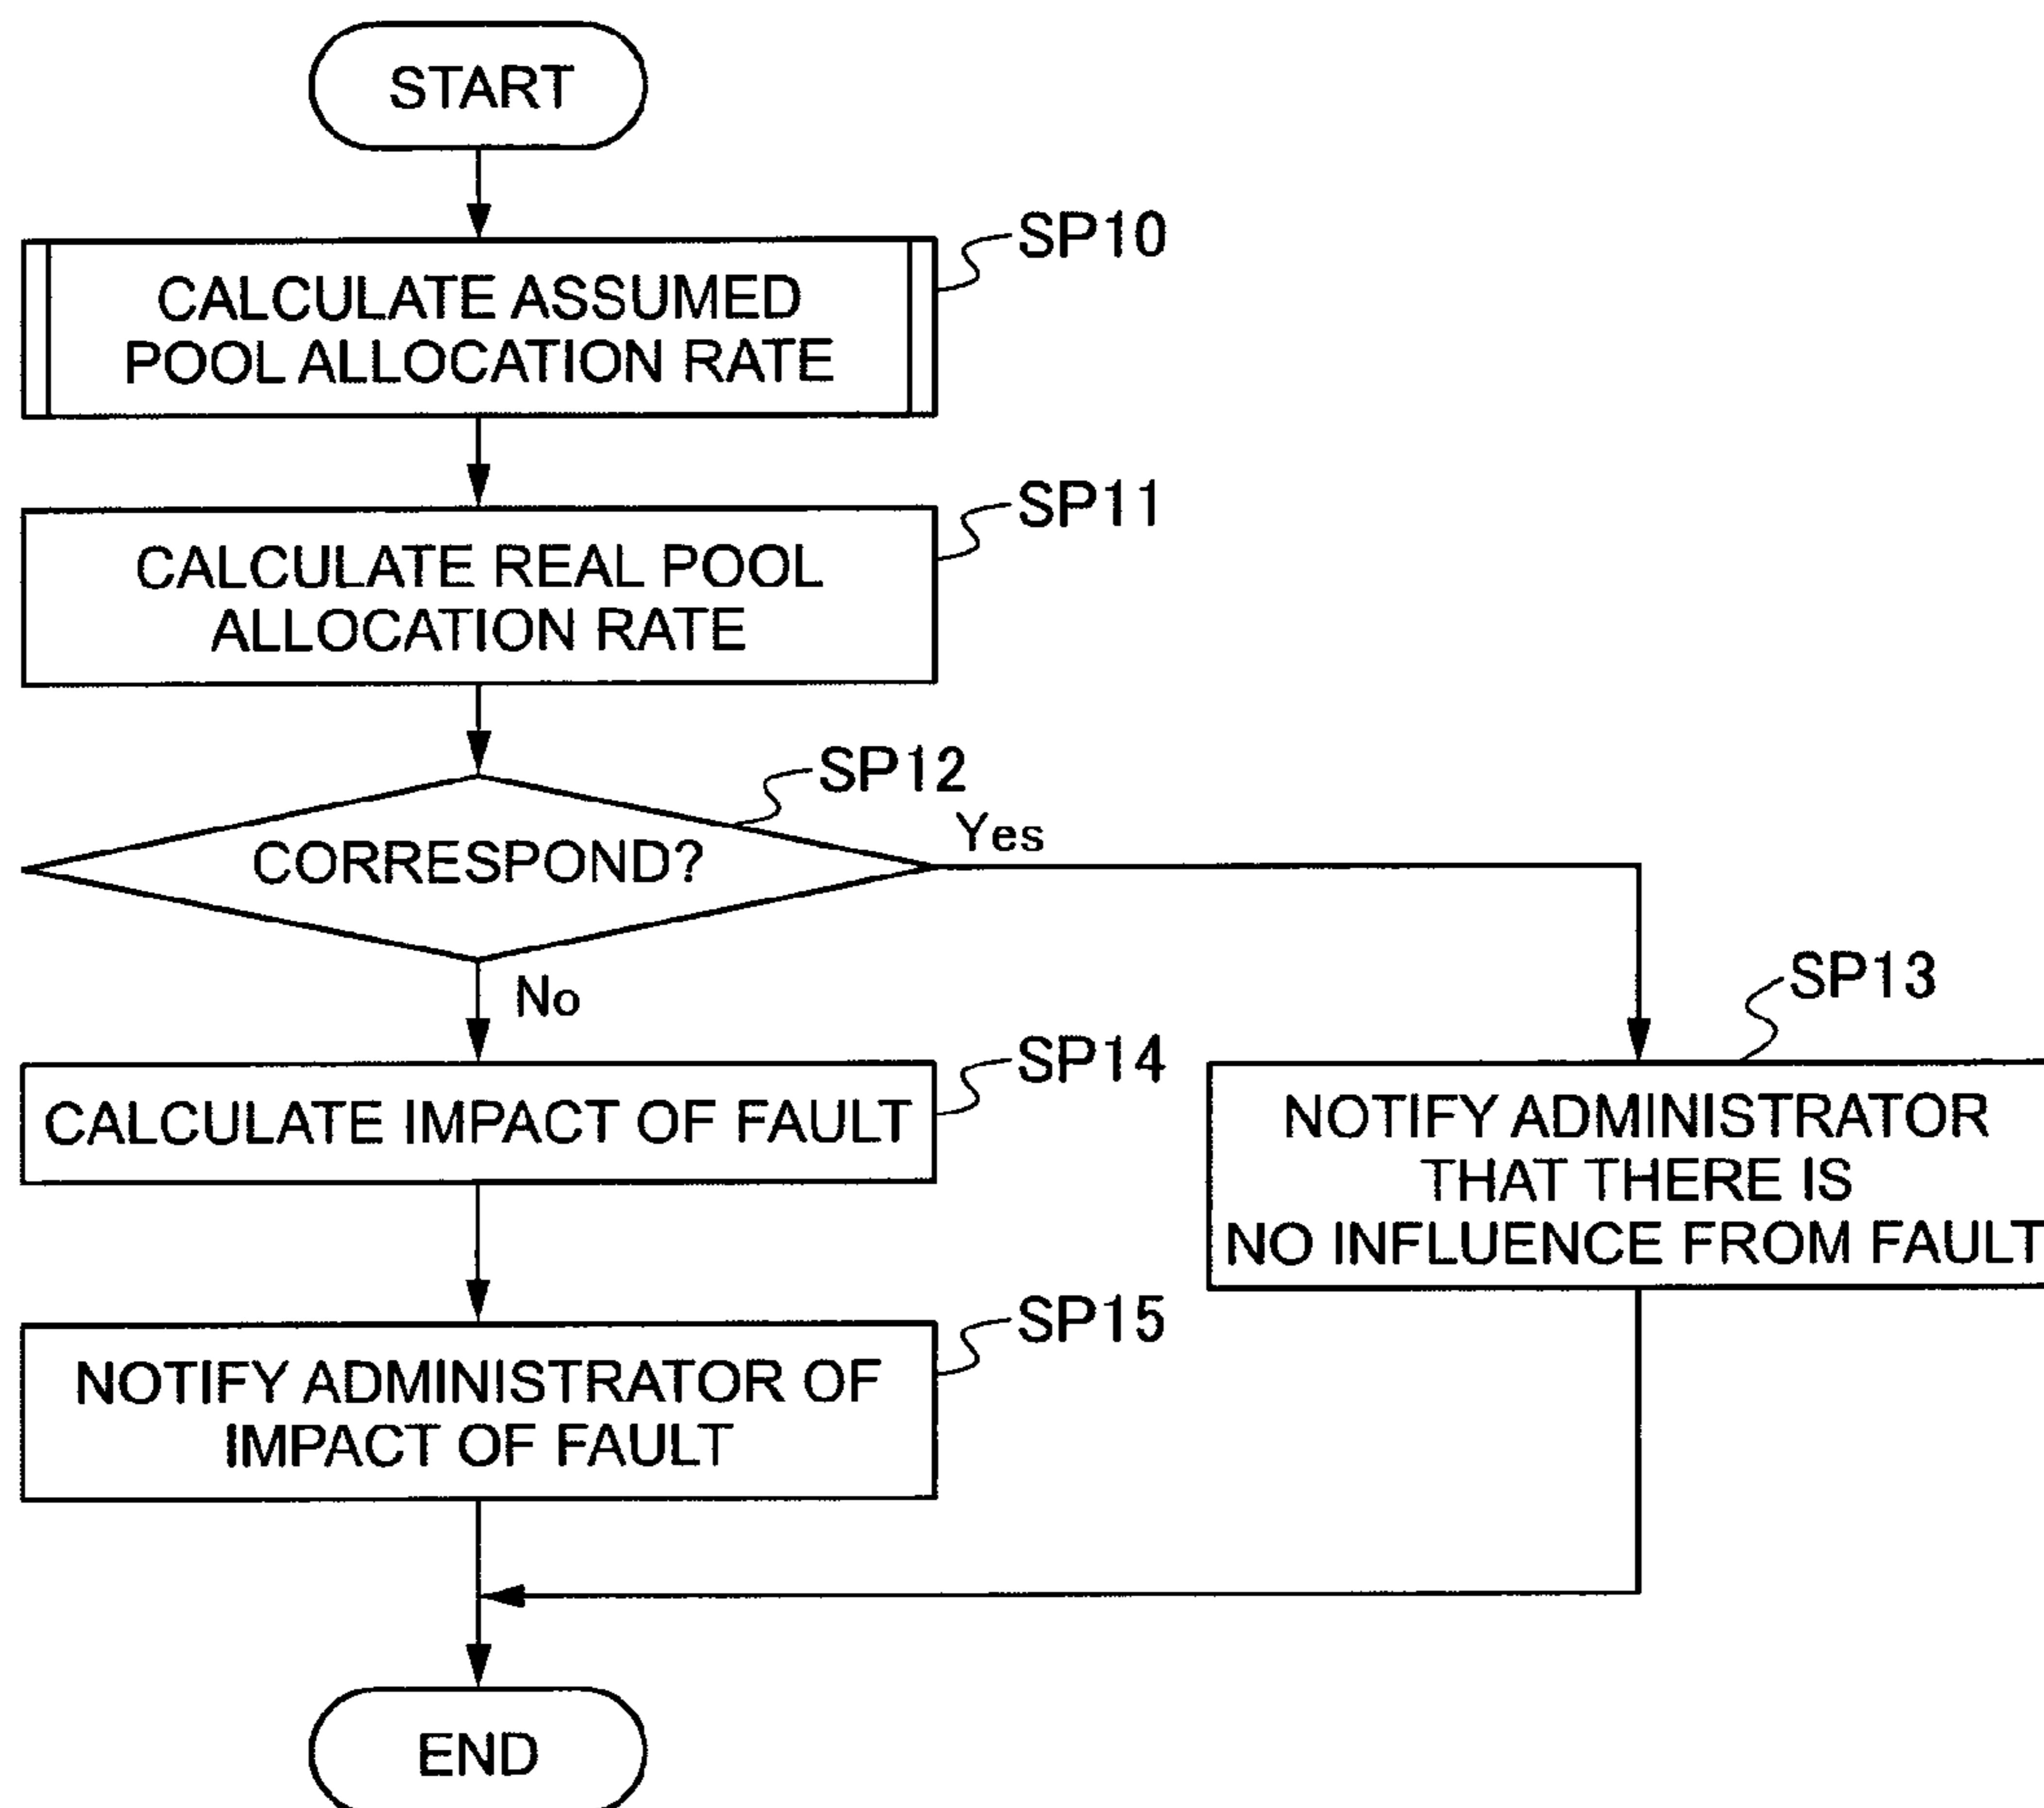 START
SP10
CALCULATE ASSUMED
POOL ALLOCATION RATE
SP11
CALCULATE REAL POOL
ALLOCATION RATE
SP12
CORRESPOND?
Yes
No
SP13
SP14
CALCULATE IMPACT OF FAULT
NOTIFY ADMINISTRATOR
THAT THERE IS
NO INFLUENCE FROM FAULT
SP15
NOTIFY ADMINISTRATOR OF
IMPACT OF FAULT
END